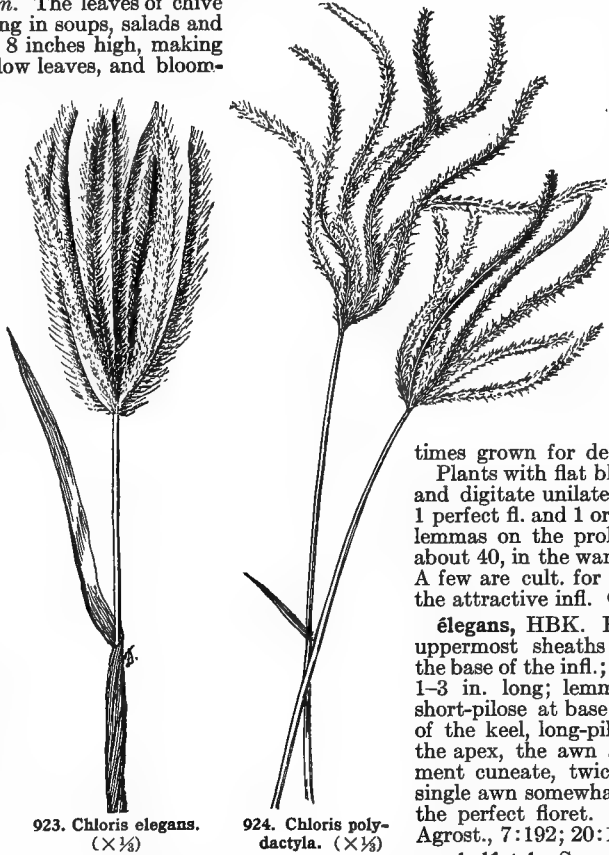 m. The leaves of chive
ng in soups, salads and
8 inches high, making
low leaves, and bloom-
923. Chloris elegans.
(×⅓)
924. Chloris poly-
dactyla. (×⅓)
times grown for de
Plants with flat bl
and digitate unilate
1 perfect fl. and 1 or
lemmas on the prol
about 40, in the war
A few are cult. for
the attractive infl.
élegans, HBK.
uppermost sheaths
the base of the infl.;
1–3 in. long; lemm
short-pilose at base
of the keel, long-pil
the apex, the awn
ment cuneate, twic
single awn somewha
the perfect floret.
Agrost., 7:192; 20:1